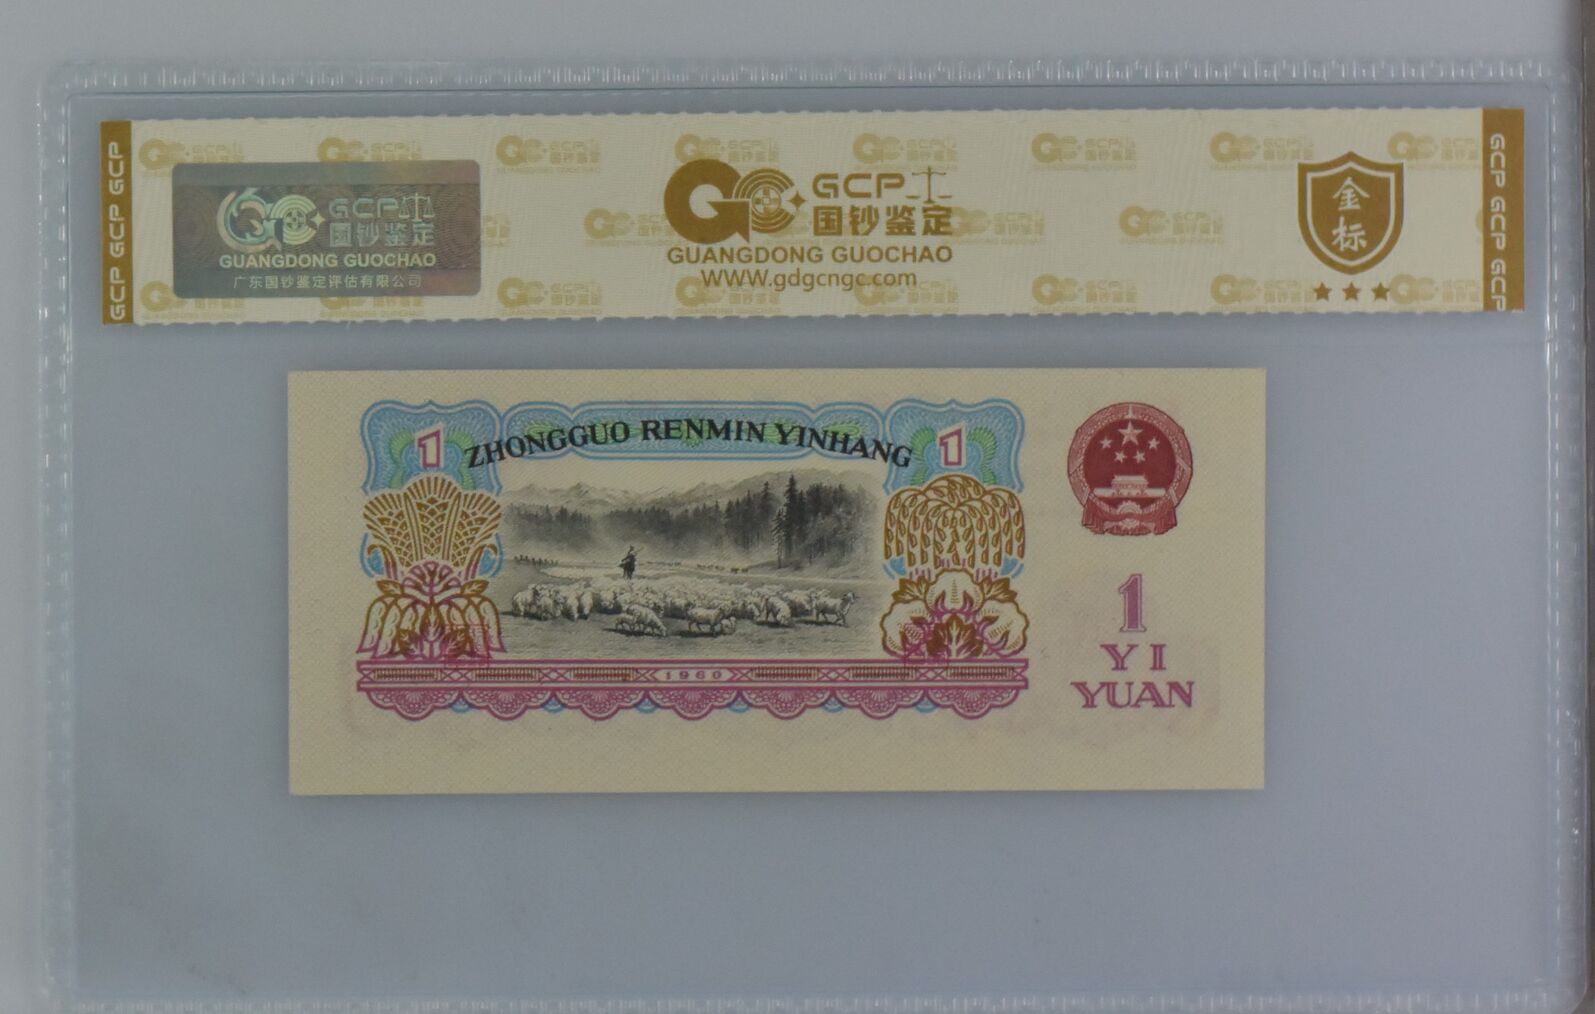 GCP GCP GCP
GCP
国钞鉴定
GUANGDONG GUOCHAO
广东国钞鉴定评估有限公司
GCP
国钞鉴定
GUANGDONG GUOCHAO
WWW.gdgcngc.com
金
标
GCP GCP GCP
ZHONGGUO RENMIN YINHANG
1
1
1960
1
YI
YUAN